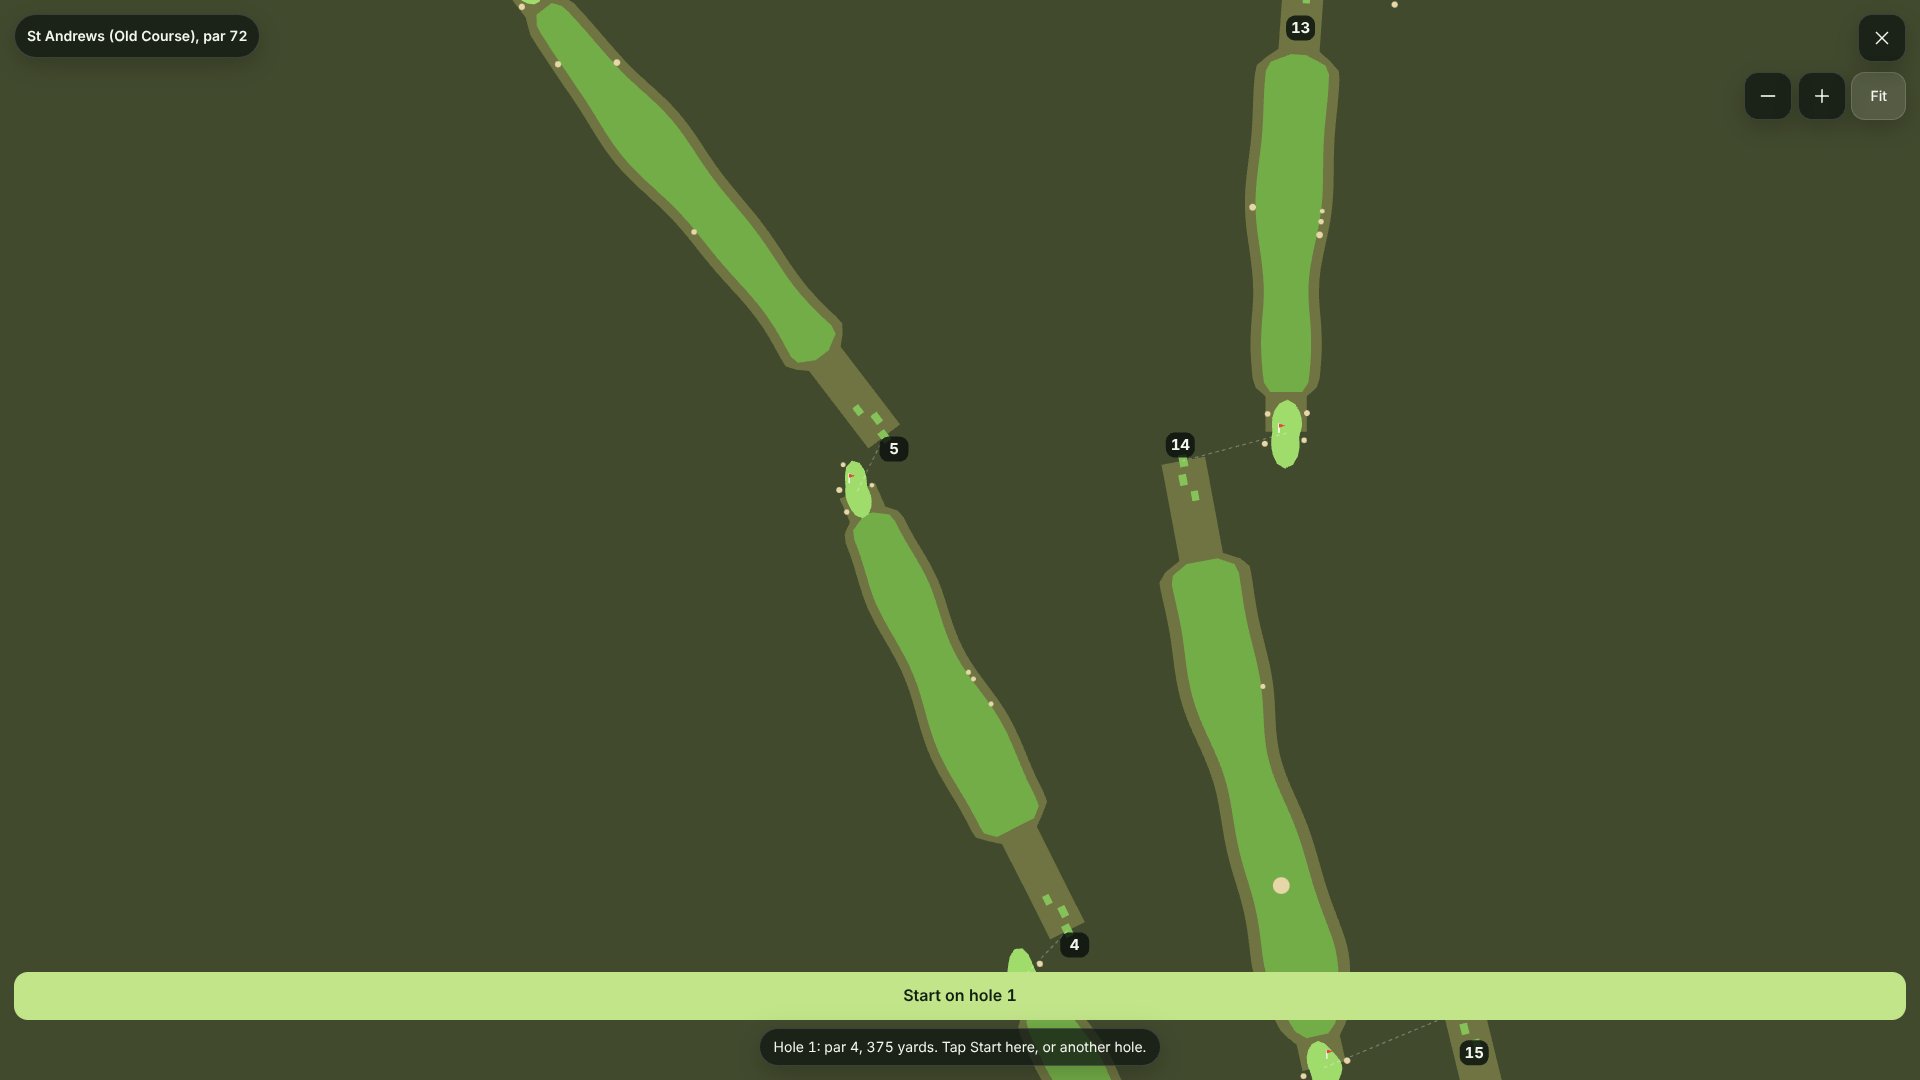 St Andrews (Old Course), par 72
13
Fit
14
5
4
Start on hole 1
Hole 1: par 4, 375 yards. Tap Start here, or another hole.
15